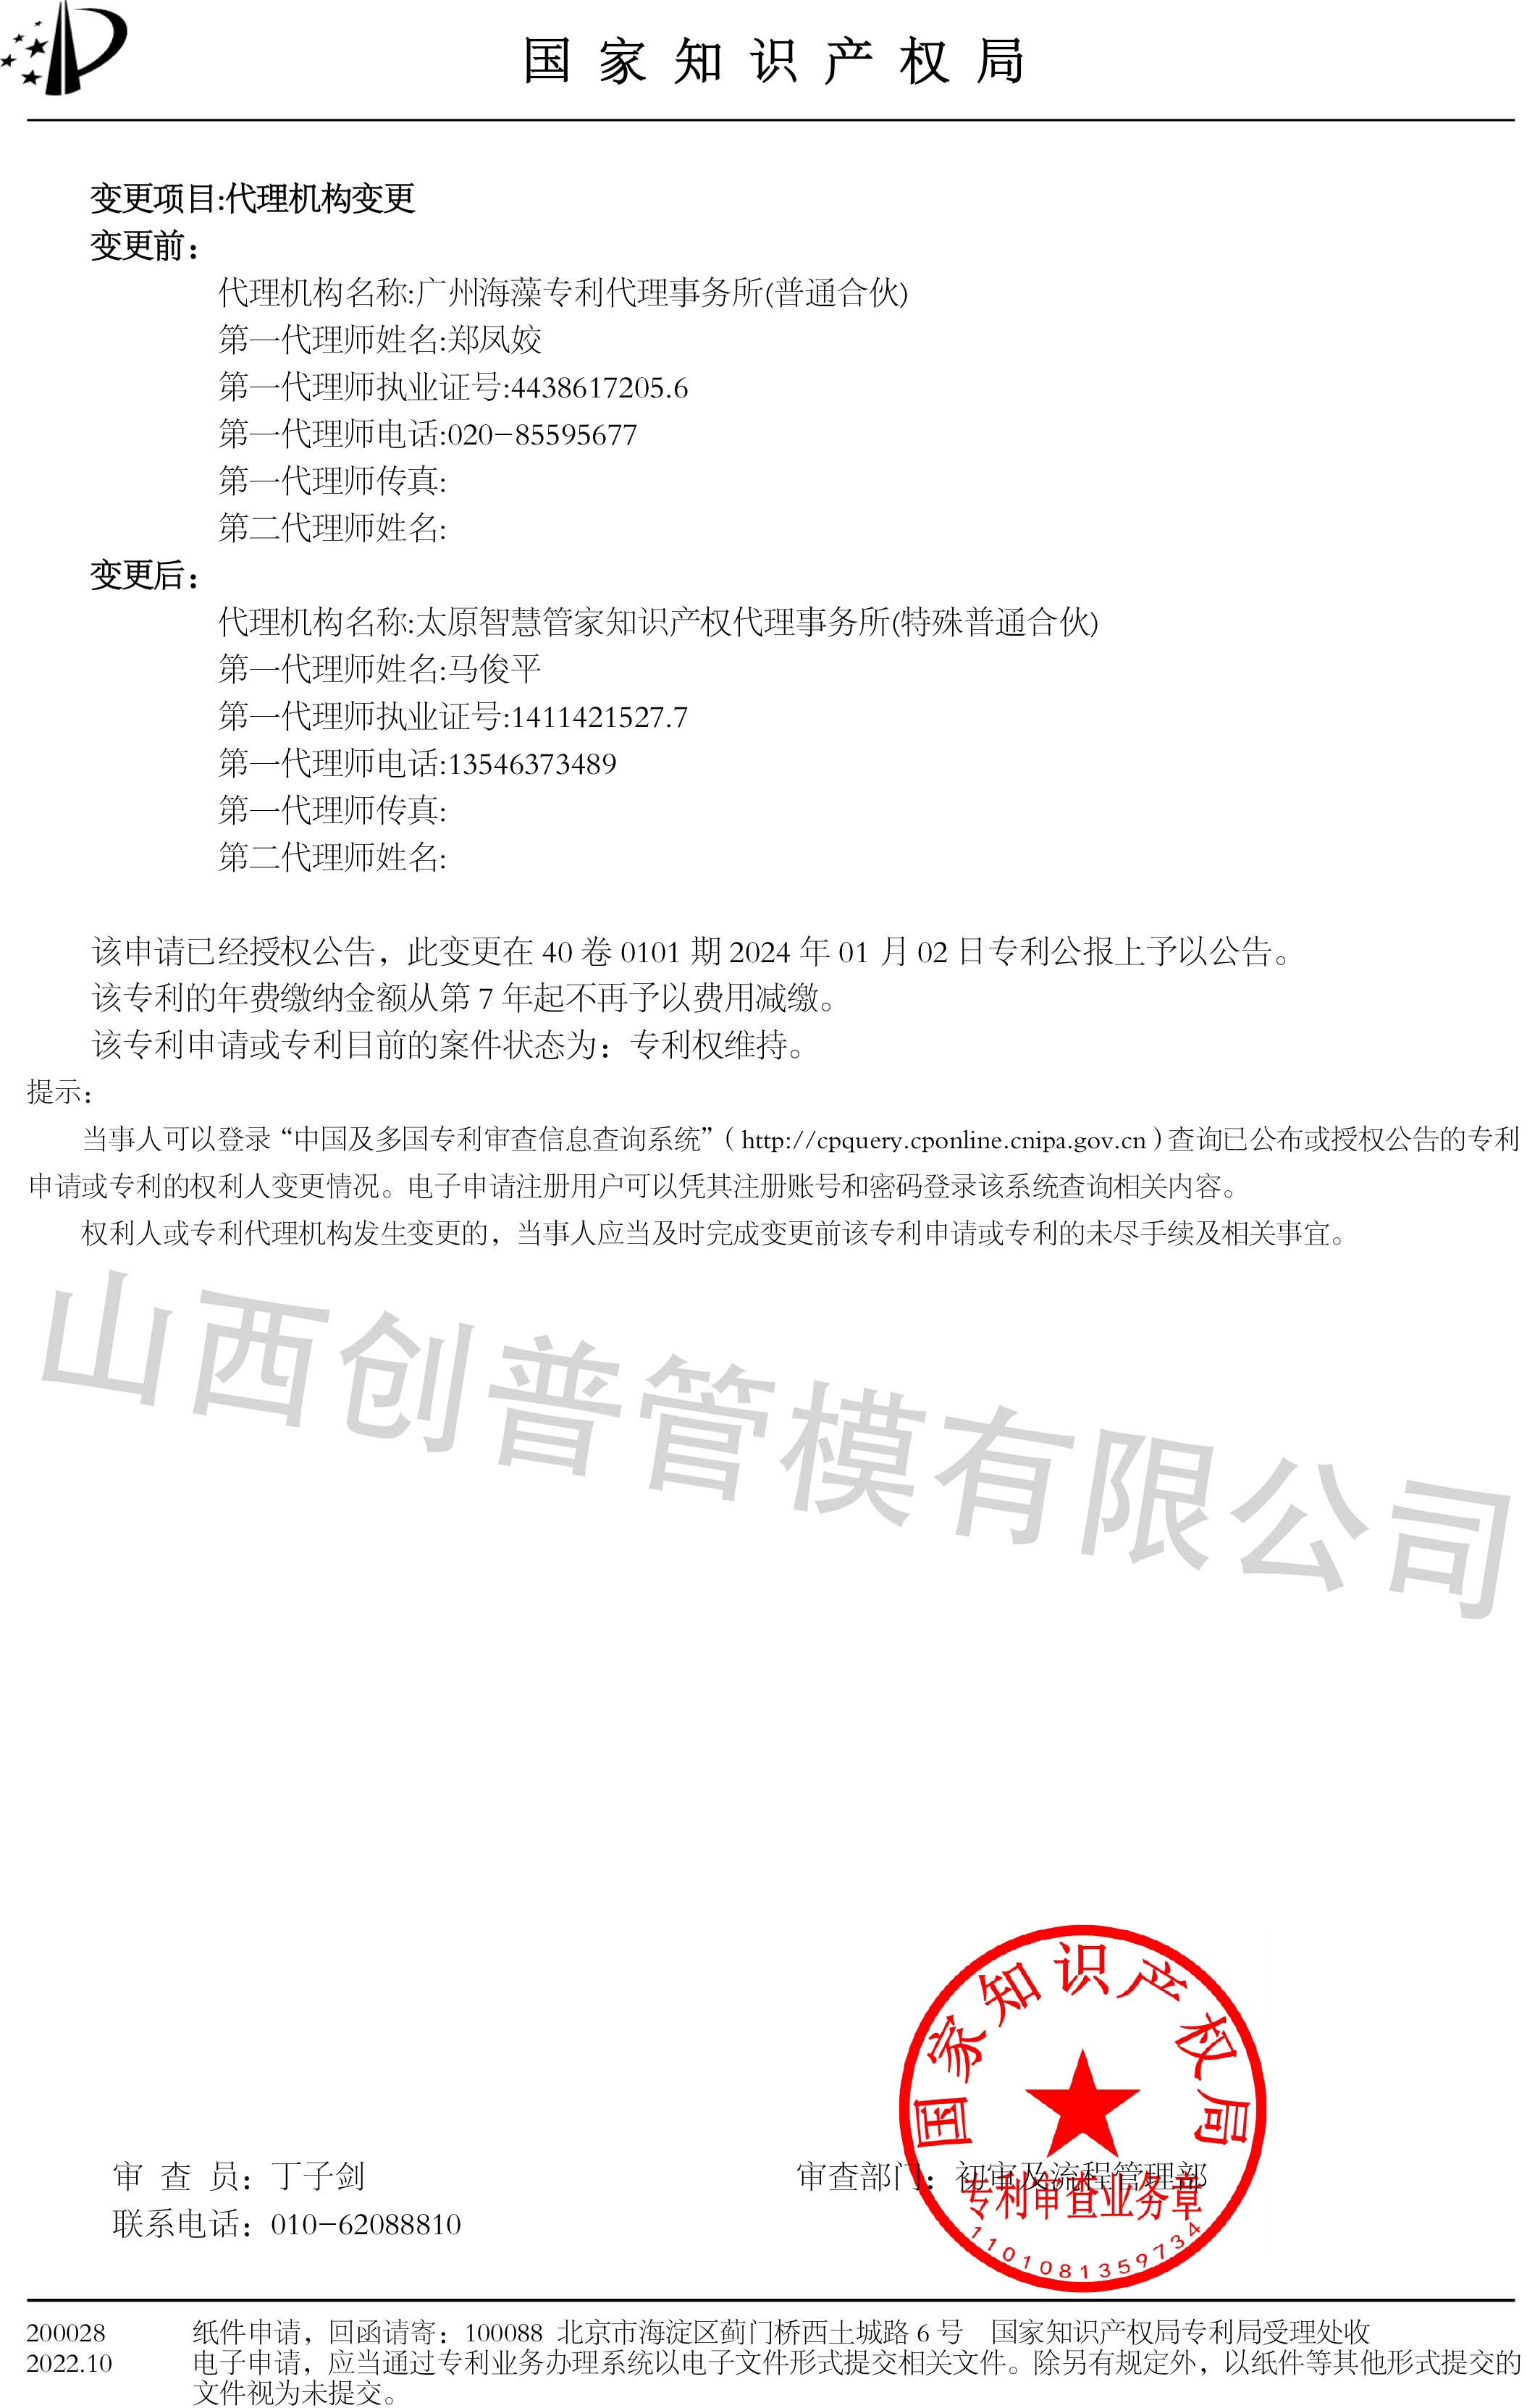 国家知识产权局
变更项目:代理机构变更
变更前：
代理机构名称:广州海藻专利代理事务所(普通合伙)
第一代理师姓名:郑凤姣
第一代理师执业证号:4438617205.6
第一代理师电话:020-85595677
第一代理师传真:
第二代理师姓名:
变更后：
代理机构名称:太原智慧管家知识产权代理事务所(特殊普通合伙)
第一代理师姓名:马俊平
第一代理师执业证号:1411421527.7
第一代理师电话:13546373489
第一代理师传真:
第二代理师姓名:
该申请已经授权公告，此变更在 40 卷 0101 期 2024 年 01 月 02 日专利公报上予以公告。
该专利的年费缴纳金额从第 7 年起不再予以费用减缴。
该专利申请或专利目前的案件状态为：专利权维持。
提示：
当事人可以登录“中国及多国专利审查信息查询系统”（http://cpquery.cponline.cnipa.gov.cn）查询已公布或授权公告的专利
申请或专利的权利人变更情况。电子申请注册用户可以凭其注册账号和密码登录该系统查询相关内容。
权利人或专利代理机构发生变更的，当事人应当及时完成变更前该专利申请或专利的未尽手续及相关事宜。
山西创普管模有限公司
国家知识产权局
审 查 员：丁子剑
审查部门：初审及流程管理部
专利审查业务章
联系电话：010-62088810
1101081359734
200028 纸件申请，回函请寄：100088 北京市海淀区蓟门桥西土城路 6 号 国家知识产权局专利局受理处收
2022.10 电子申请，应当通过专利业务办理系统以电子文件形式提交相关文件。除另有规定外，以纸件等其他形式提交的
文件视为未提交。